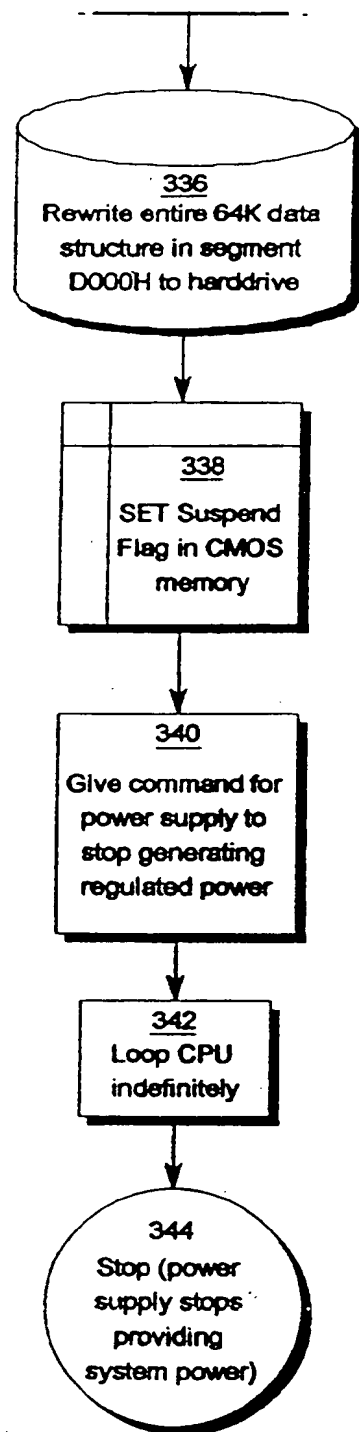 336
Rewrite entire 64K data
structure in segment
D000H to harddrive
338
SET Suspend
Flag in CMOS
memory
340
Give command for
power supply to
stop generating
regulated power
342
Loop CPU
indefinitely
344
Stop (power
supply stops
providing
system power)